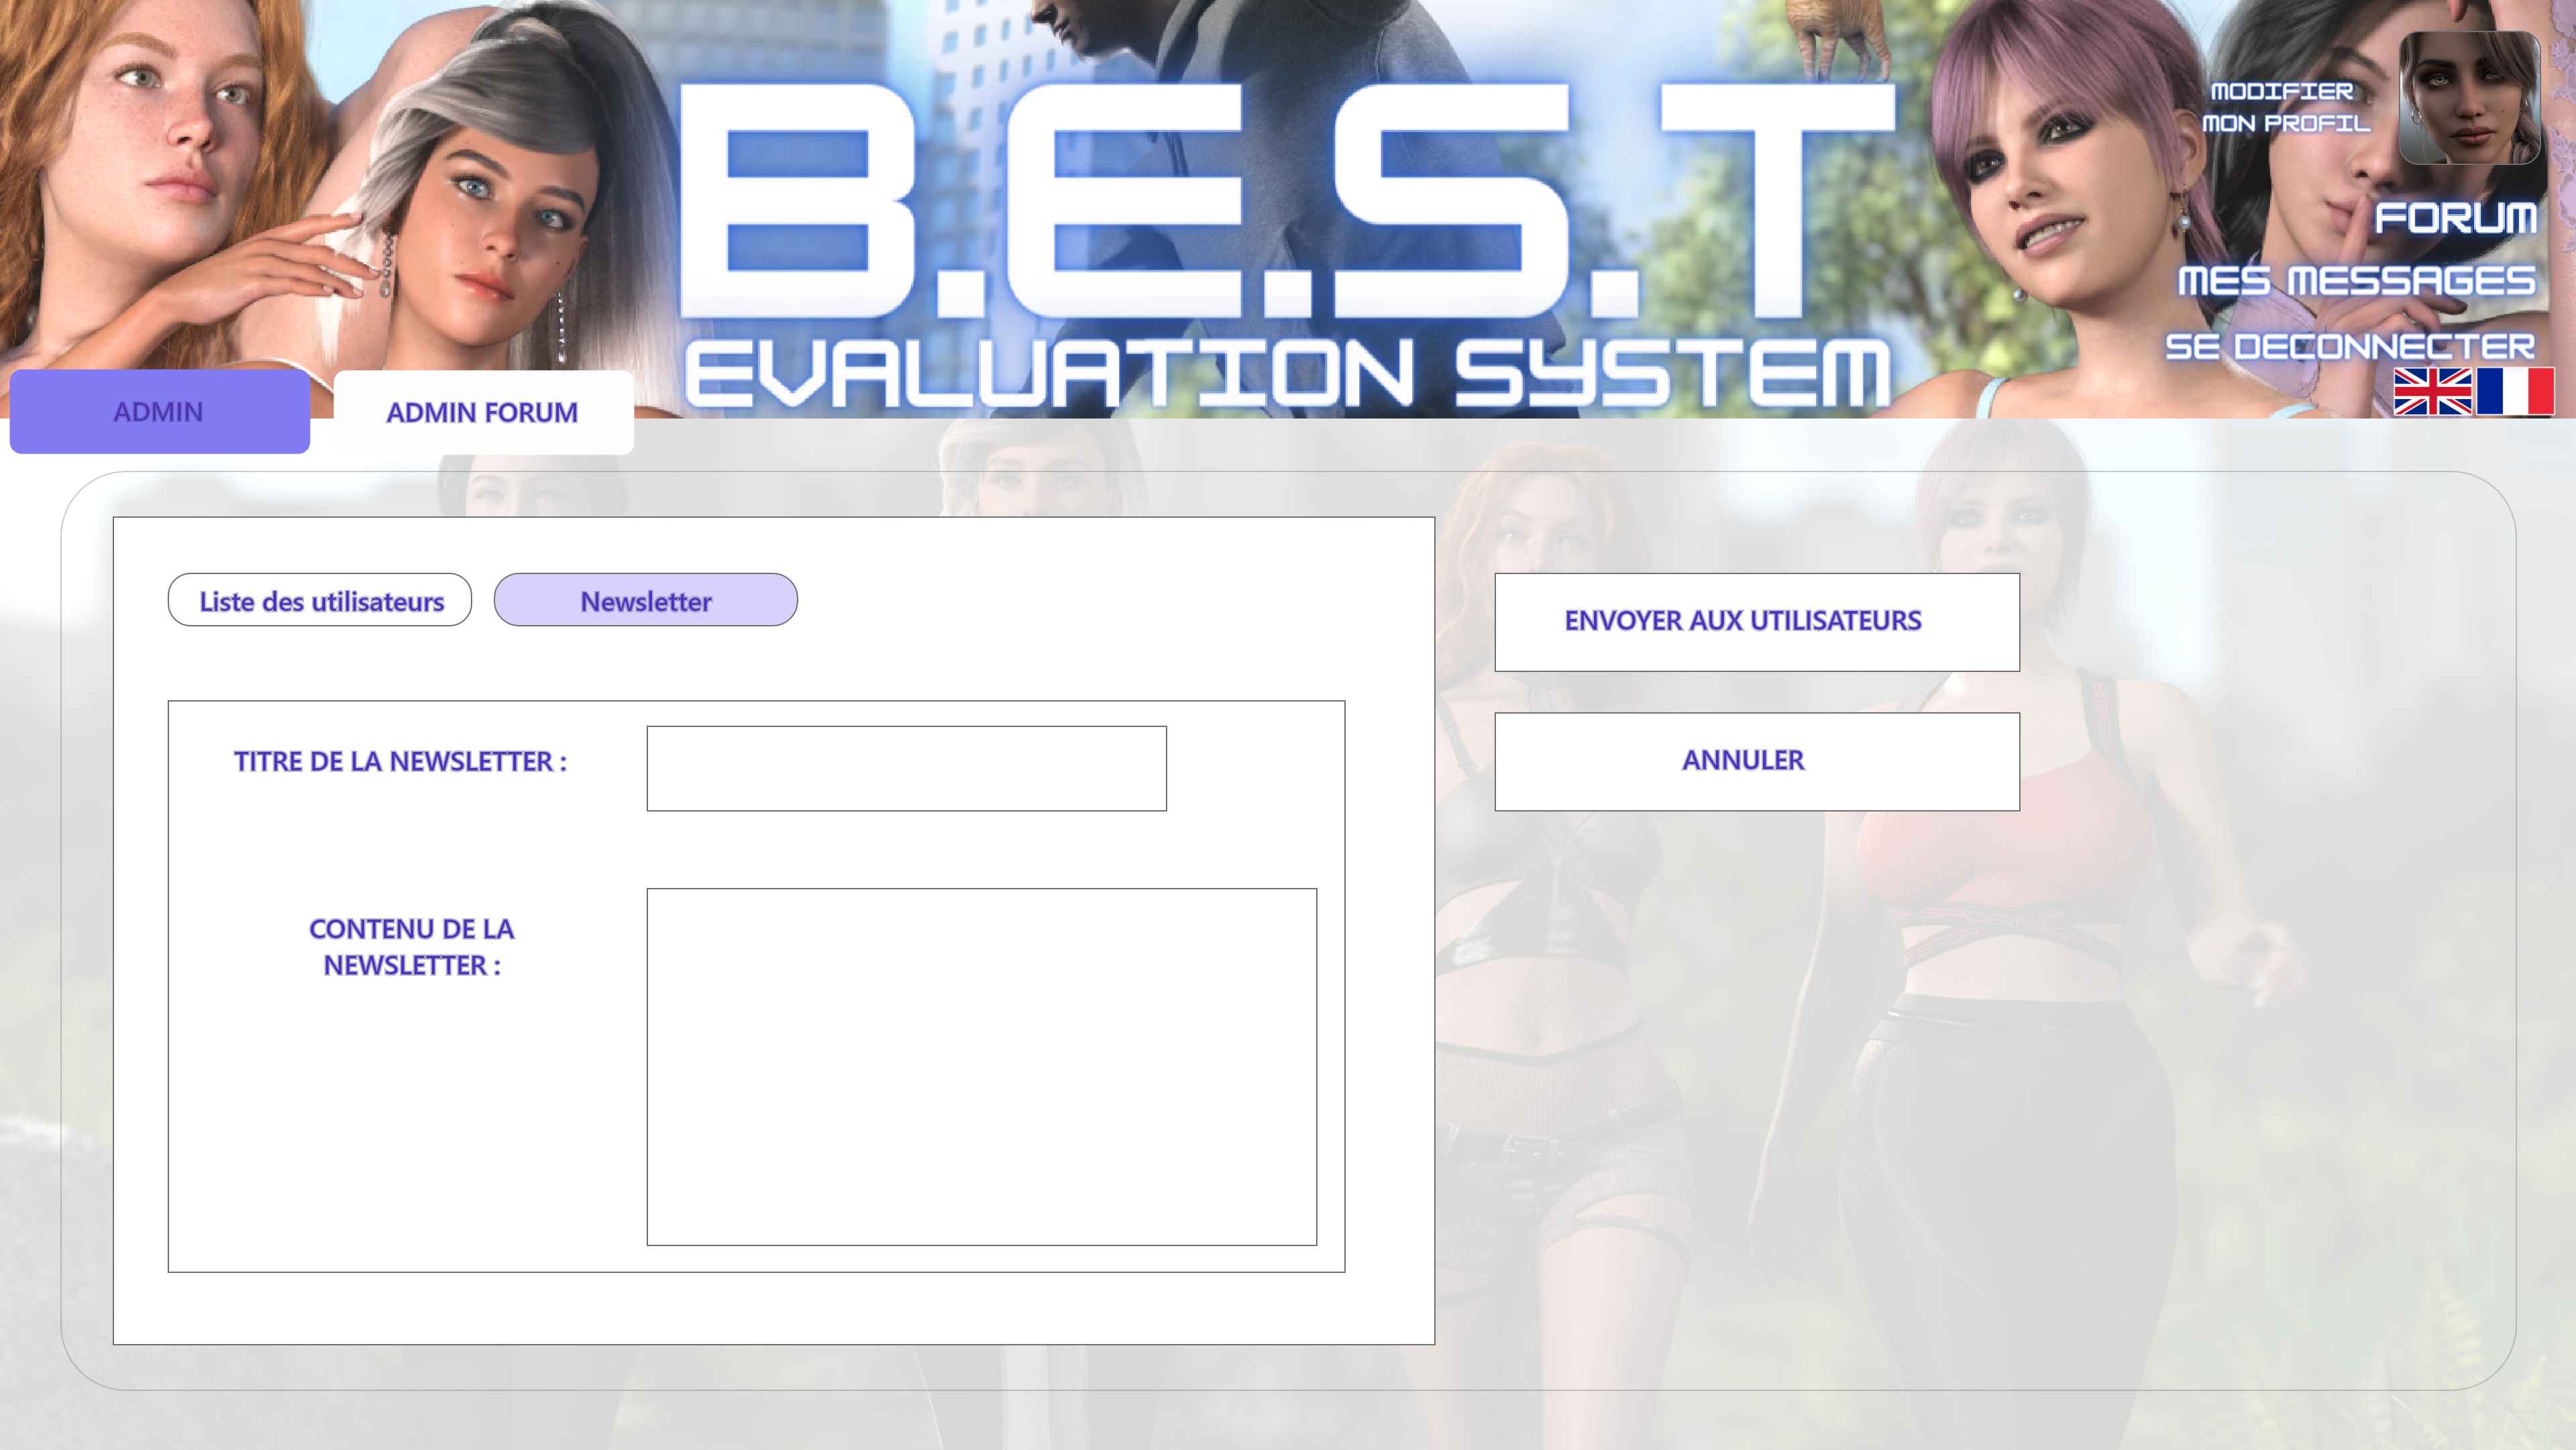 B.E.S.T
EVALUATION SYSTEM
MODIFIER
MON PROFIL
FORUM
MES MESSAGES
SE DECONNECTER
ADMIN
ADMIN FORUM
Liste des utilisateurs
Newsletter
ENVOYER AUX UTILISATEURS
TITRE DE LA NEWSLETTER :
ANNULER
CONTENU DE LA
NEWSLETTER :